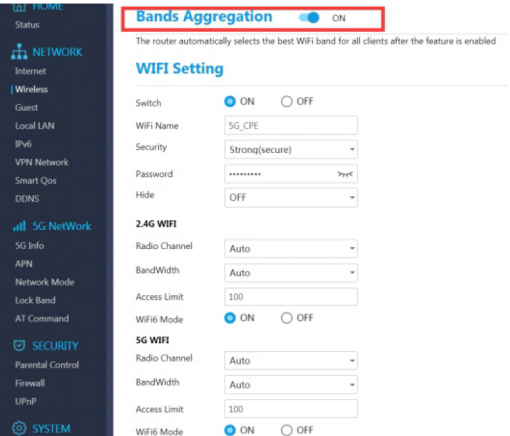 HOME
Status
NETWORK
Internet
Wireless
Guest
Local LAN
IPv6
VPN Network
Smart Qos
DDNS
5G NetWork
5G Info
APN
Network Mode
Lock Band
AT Command
SECURITY
Parental Control
Firewall
UPnP
SYSTEM
Bands Aggregation ON
The router automatically selects the best WiFi band for all clients after the feature is enabled
WIFI Setting
Switch ON OFF
WiFi Name 5G_CPE
Security Strong(secure)
Password •••••••••
Hide OFF
2.4G WIFI
Radio Channel Auto
BandWidth Auto
Access Limit 100
WiFi6 Mode ON OFF
5G WIFI
Radio Channel Auto
BandWidth Auto
Access Limit 100
WiFi6 Mode ON OFF